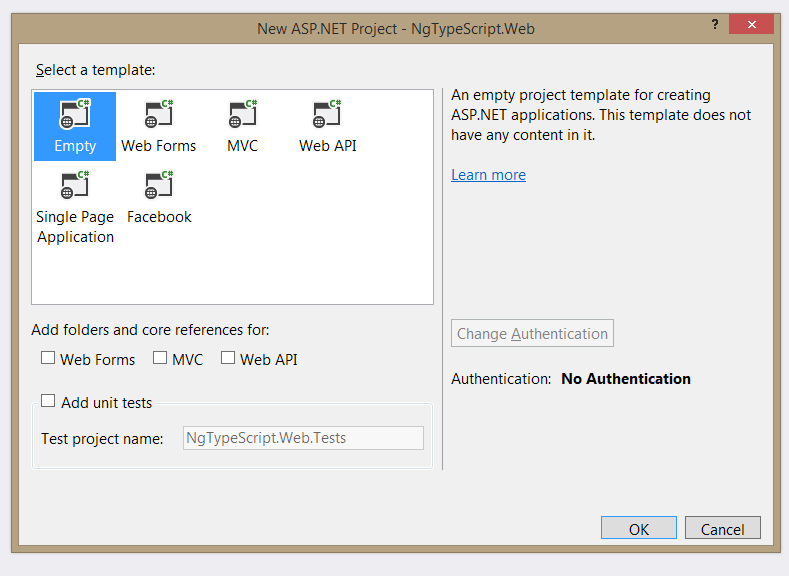 New ASP.NET Project - NgTypeScript.Web
?
Select a template:
C#
C#
C#
C#
Empty
Web Forms
MVC
Web API
C#
C#
Single Page
Application
Facebook
An empty project template for creating
ASP.NET applications. This template does not
have any content in it.
Learn more
Add folders and core references for:
Web Forms
MVC
Web API
Add unit tests
Test project name:
NgTypeScript.Web.Tests
Change Authentication
Authentication: No Authentication
OK
Cancel